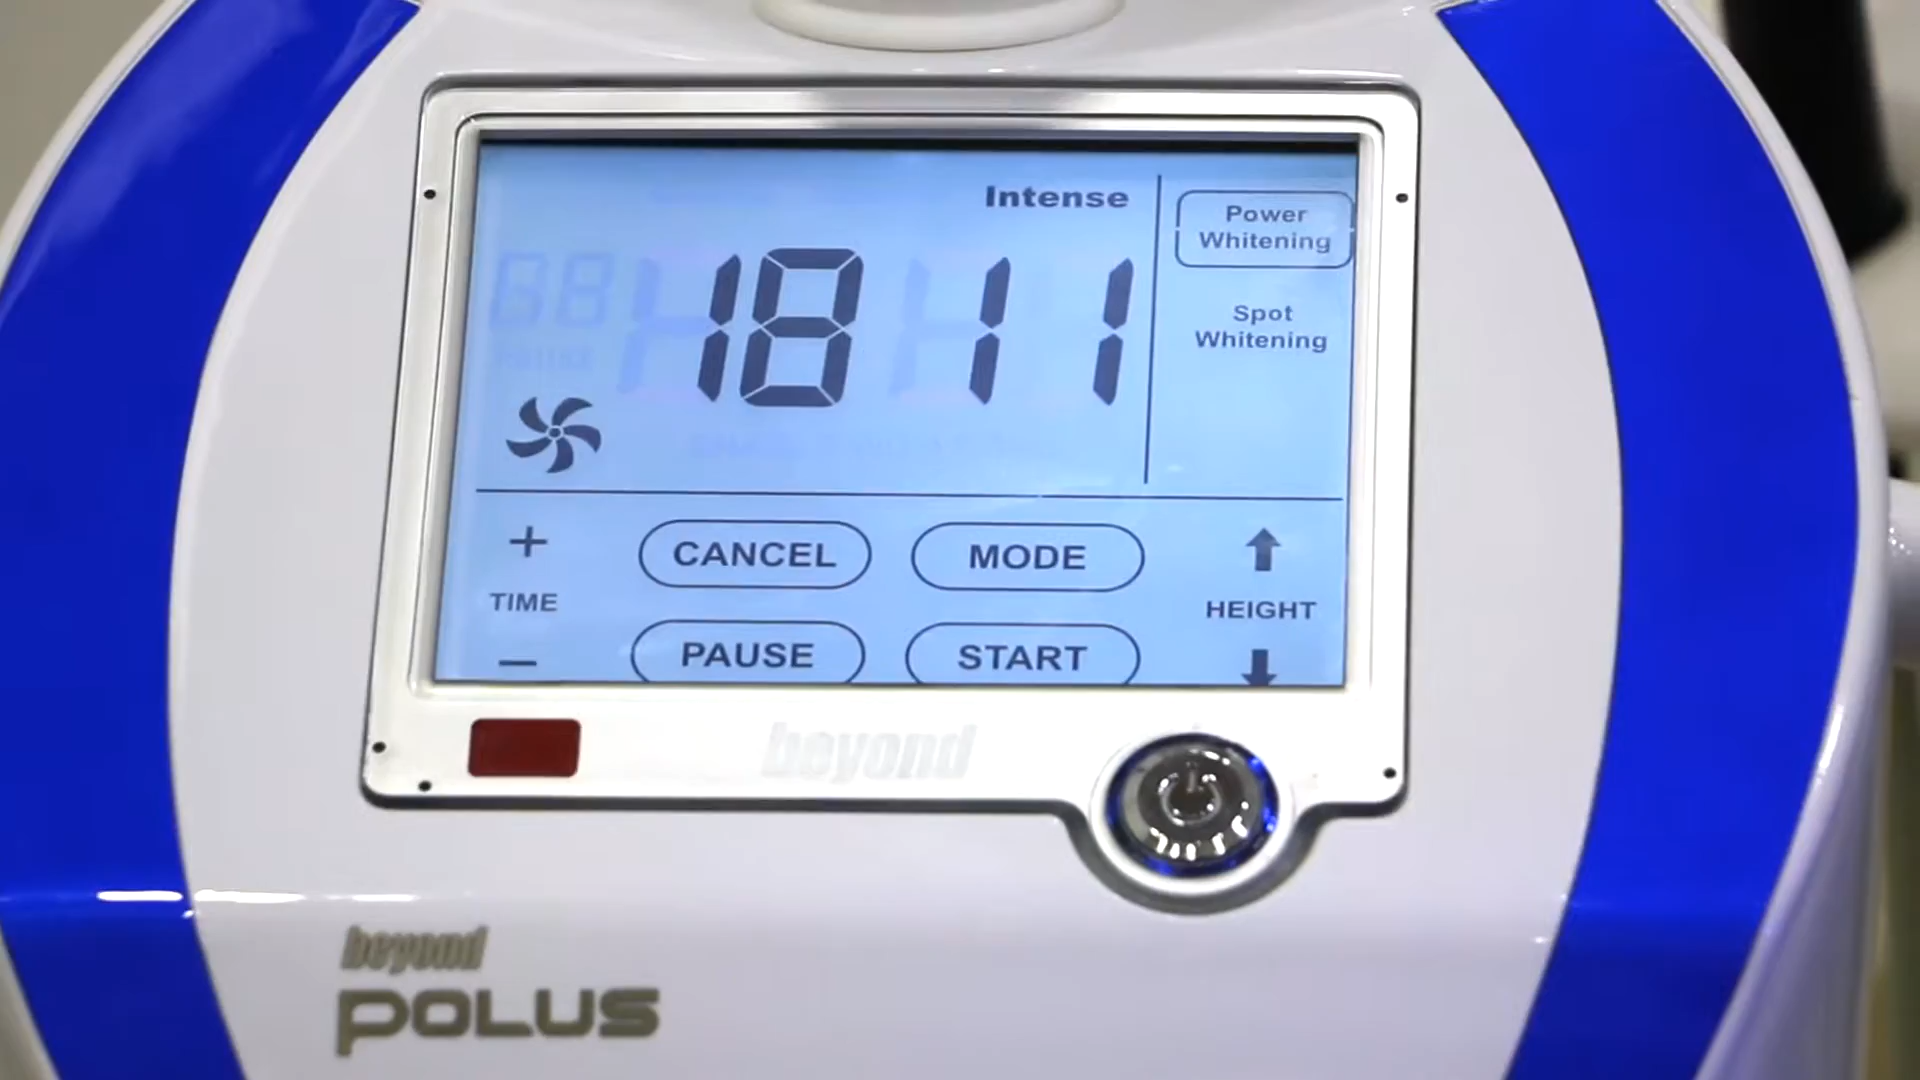 Intense
Power
Whitening
18 11
Spot
Whitening
+
CANCEL
MODE
TIME
HEIGHT
−
PAUSE
START
beyond
beyond
POLUS